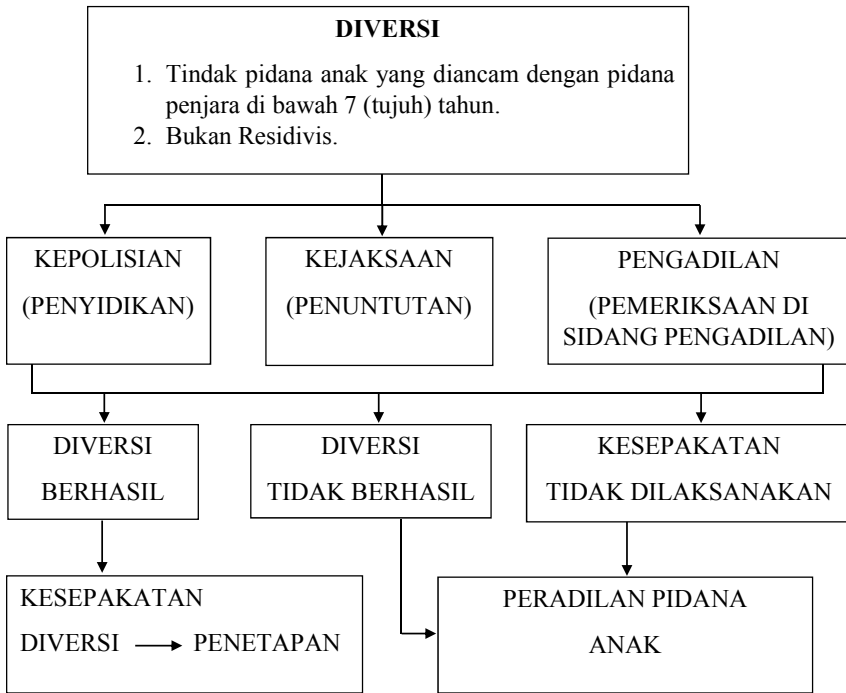 DIVERSI
1. Tindak pidana anak yang diancam dengan pidana
penjara di bawah 7 (tujuh) tahun.
2. Bukan Residivis.
KEPOLISIAN
(PENYIDIKAN)
KEJAKSAAN
(PENUNTUTAN)
PENGADILAN
(PEMERIKSAAN DI
SIDANG PENGADILAN)
DIVERSI
BERHASIL
DIVERSI
TIDAK BERHASIL
KESEPAKATAN
TIDAK DILAKSANAKAN
KESEPAKATAN
DIVERSI → PENETAPAN
PERADILAN PIDANA
ANAK